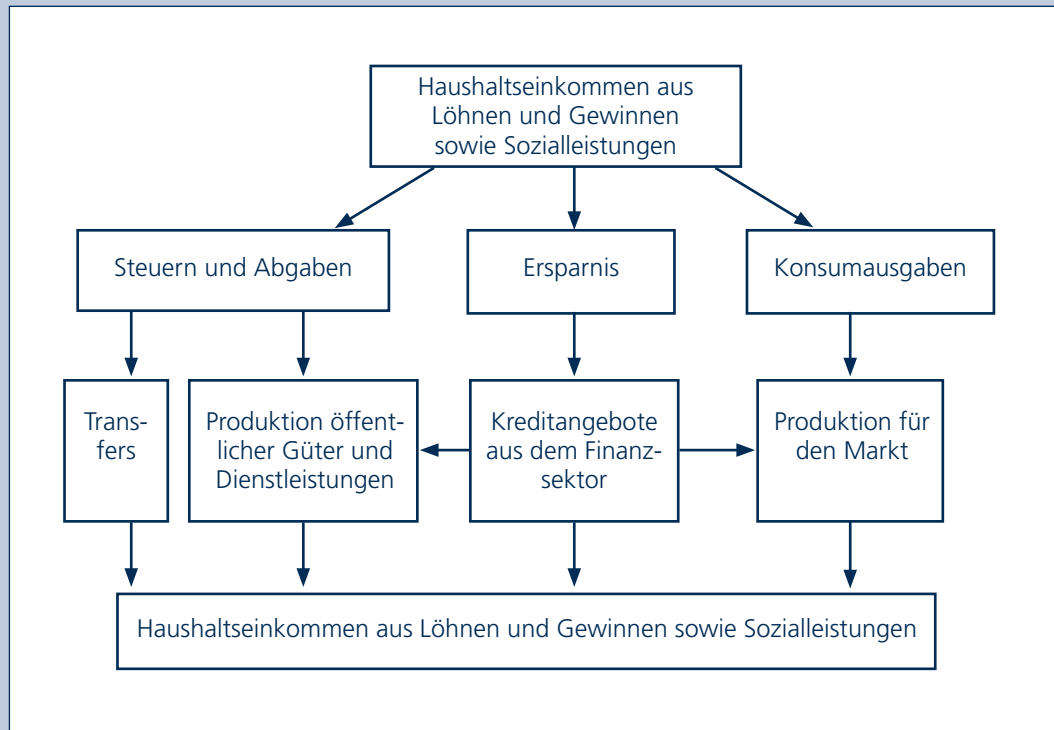 Haushaltseinkommen aus
Löhnen und Gewinnen
sowie Sozialleistungen
Steuern und Abgaben
Ersparnis
Konsumausgaben
Trans-
fers
Produktion öffent-
licher Güter und
Dienstleistungen
Kreditangebote
aus dem Finanz-
sektor
Produktion für
den Markt
Haushaltseinkommen aus Löhnen und Gewinnen sowie Sozialleistungen